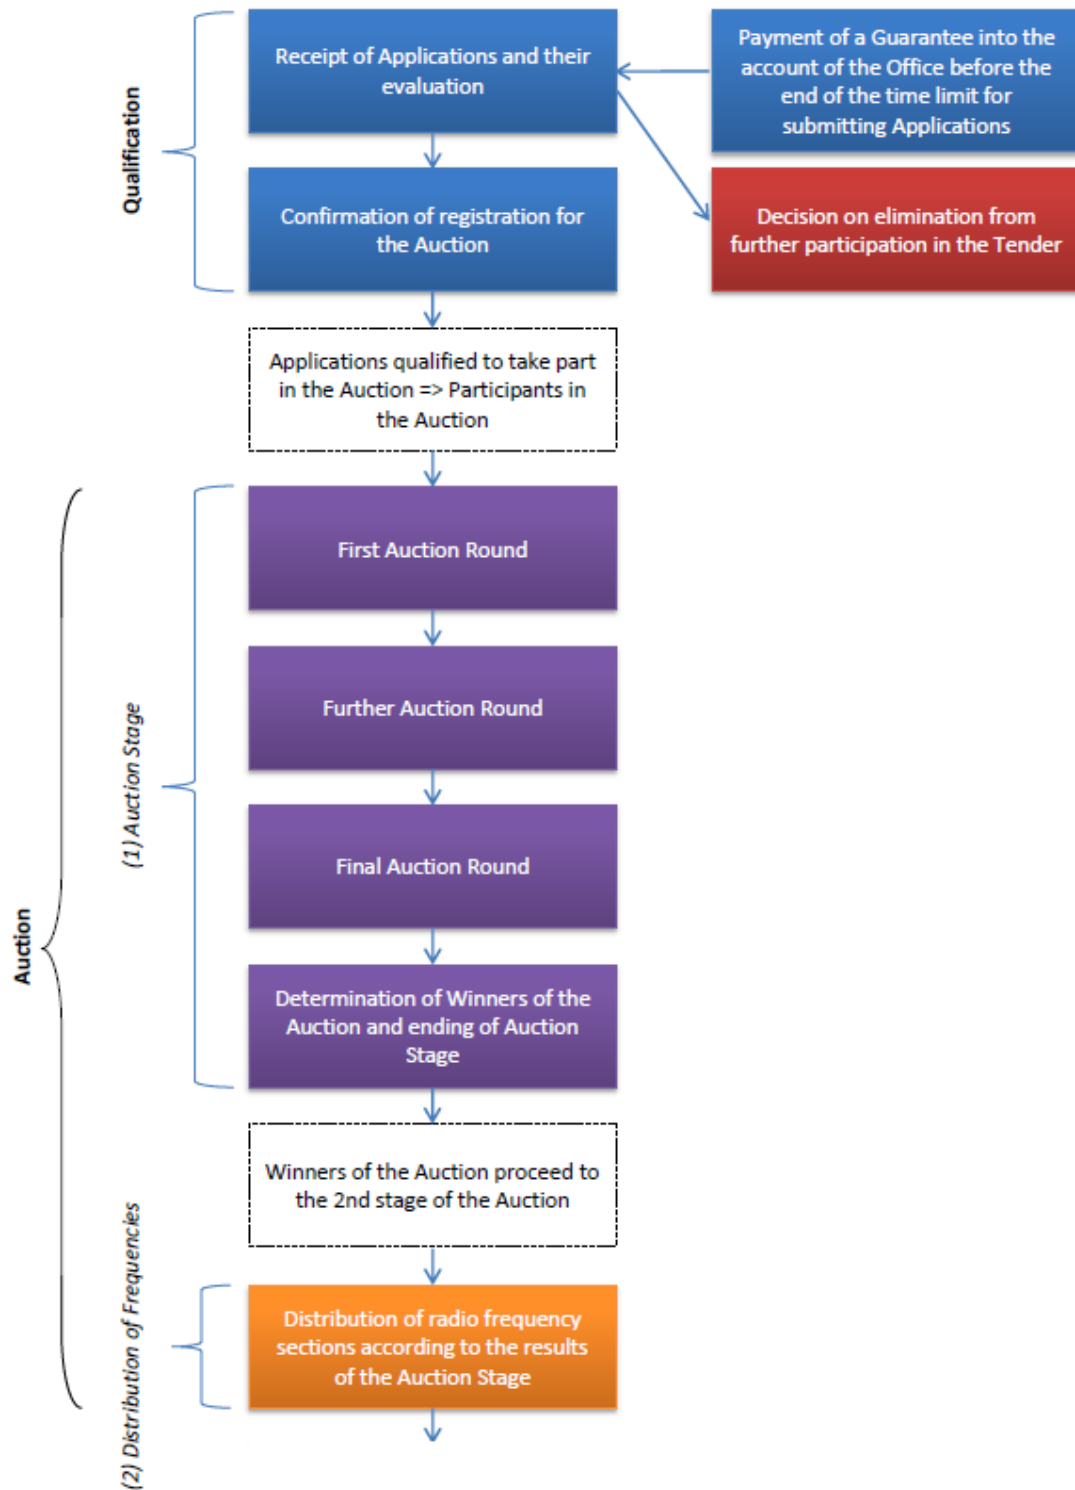 Qualification
Receipt of Applications and their
evaluation
Payment of a Guarantee into the
account of the Office before the
end of the time limit for
submitting Applications
Confirmation of registration for
the Auction
Decision on elimination from
further participation in the Tender
Applications qualified to take part
in the Auction => Participants in
the Auction
Auction
(1) Auction Stage
First Auction Round
Further Auction Round
Final Auction Round
Determination of Winners of the
Auction and ending of Auction
Stage
Winners of the Auction proceed to
the 2nd stage of the Auction
(2) Distribution of Frequencies
Distribution of radio frequency
sections according to the results
of the Auction Stage